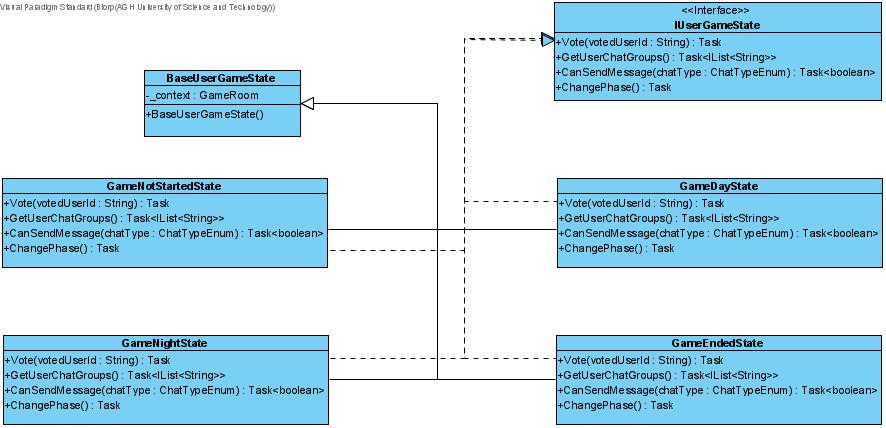 Visual Paradigm Standard(Biorp(AGH University of Science and Technology))
<<Interface>>
IUserGameState
+Vote(votedUserId : String) : Task
+GetUserChatGroups() : Task<IList<String>>
+CanSendMessage(chatType : ChatTypeEnum) : Task<boolean>
+ChangePhase() : Task
BaseUserGameState
-_context : GameRoom
+BaseUserGameState()
GameNotStartedState
+Vote(votedUserId : String) : Task
+GetUserChatGroups() : Task<IList<String>>
+CanSendMessage(chatType : ChatTypeEnum) : Task<boolean>
+ChangePhase() : Task
GameDayState
+Vote(votedUserId : String) : Task
+GetUserChatGroups() : Task<IList<String>>
+CanSendMessage(chatType : ChatTypeEnum) : Task<boolean>
+ChangePhase() : Task
GameNightState
+Vote(votedUserId : String) : Task
+GetUserChatGroups() : Task<IList<String>>
+CanSendMessage(chatType : ChatTypeEnum) : Task<boolean>
+ChangePhase() : Task
GameEndedState
+Vote(votedUserId : String) : Task
+GetUserChatGroups() : Task<IList<String>>
+CanSendMessage(chatType : ChatTypeEnum) : Task<boolean>
+ChangePhase() : Task